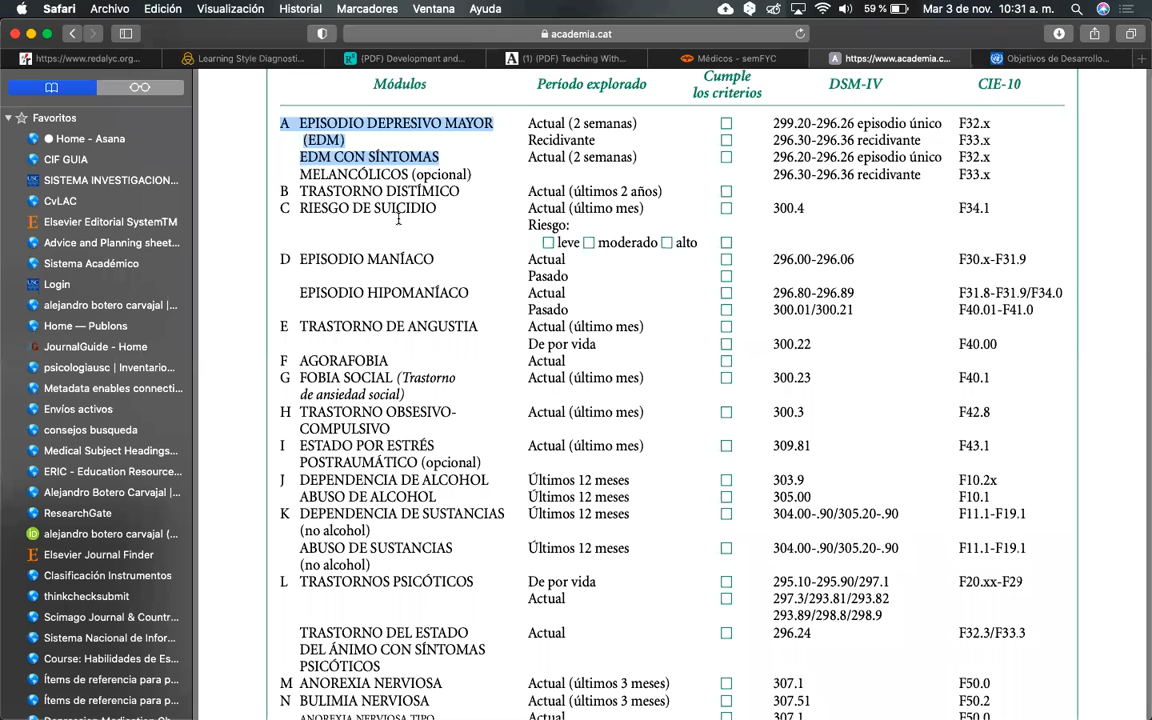 Safari Archivo Edición Visualización Historial Marcadores Ventana Ayuda 59 % Mar 3 de nov. 10:31 a. m.
academia.cat
https://www.redalyc.org... Learning Style Diagnosti... (PDF) Development and... (1) (PDF) Teaching With... Médicos – semFYC https://www.academia.c... Objetivos de Desarrollo...
Favoritos
Home - Asana
CIF GUIA
SISTEMA INVESTIGACION...
CvLAC
Elsevier Editorial SystemTM
Advice and Planning sheet...
Sistema Académico
Login
alejandro botero carvajal |...
Home — Publons
JournalGuide - Home
psicologiausc | Inventario...
Metadata enables connecti...
Envíos activos
consejos busqueda
Medical Subject Headings...
ERIC - Education Resource...
Alejandro Botero Carvajal |...
ResearchGate
alejandro botero carvajal (...
Elsevier Journal Finder
Clasificación Instrumentos
thinkchecksubmit
Scimago Journal & Countr...
Sistema Nacional de Infor...
Course: Habilidades de Es...
Ítems de referencia para p...
Ítems de referencia para p...
Módulos Período explorado Cumple los criterios DSM-IV CIE-10
A EPISODIO DEPRESIVO MAYOR Actual (2 semanas) 299.20-296.26 episodio único F32.x
(EDM) Recidivante 296.30-296.36 recidivante F33.x
EDM CON SÍNTOMAS Actual (2 semanas) 296.20-296.26 episodio único F32.x
MELANCÓLICOS (opcional) 296.30-296.36 recidivante F33.x
B TRASTORNO DISTÍMICO Actual (últimos 2 años)
C RIESGO DE SUICIDIO Actual (último mes) 300.4 F34.1
Riesgo:
leve moderado alto
D EPISODIO MANÍACO Actual 296.00-296.06 F30.x-F31.9
Pasado
EPISODIO HIPOMANÍACO Actual 296.80-296.89 F31.8-F31.9/F34.0
Pasado 300.01/300.21 F40.01-F41.0
E TRASTORNO DE ANGUSTIA Actual (último mes)
De por vida 300.22 F40.00
F AGORAFOBIA Actual
G FOBIA SOCIAL (Trastorno Actual (último mes) 300.23 F40.1
de ansiedad social)
H TRASTORNO OBSESIVO- Actual (último mes) 300.3 F42.8
COMPULSIVO
I ESTADO POR ESTRÉS Actual (último mes) 309.81 F43.1
POSTRAUMÁTICO (opcional)
J DEPENDENCIA DE ALCOHOL Últimos 12 meses 303.9 F10.2x
ABUSO DE ALCOHOL Últimos 12 meses 305.00 F10.1
K DEPENDENCIA DE SUSTANCIAS Últimos 12 meses 304.00-.90/305.20-.90 F11.1-F19.1
(no alcohol)
ABUSO DE SUSTANCIAS Últimos 12 meses 304.00-.90/305.20-.90 F11.1-F19.1
(no alcohol)
L TRASTORNOS PSICÓTICOS De por vida 295.10-295.90/297.1 F20.xx-F29
Actual 297.3/293.81/293.82
293.89/298.8/298.9
TRASTORNO DEL ESTADO Actual 296.24 F32.3/F33.3
DEL ÁNIMO CON SÍNTOMAS
PSICÓTICOS
M ANOREXIA NERVIOSA Actual (últimos 3 meses) 307.1 F50.0
N BULIMIA NERVIOSA Actual (últimos 3 meses) 307.51 F50.2
ANOREXIA NERVIOSA TIPO Actual (últimos 3 meses) 307.1 F50.0